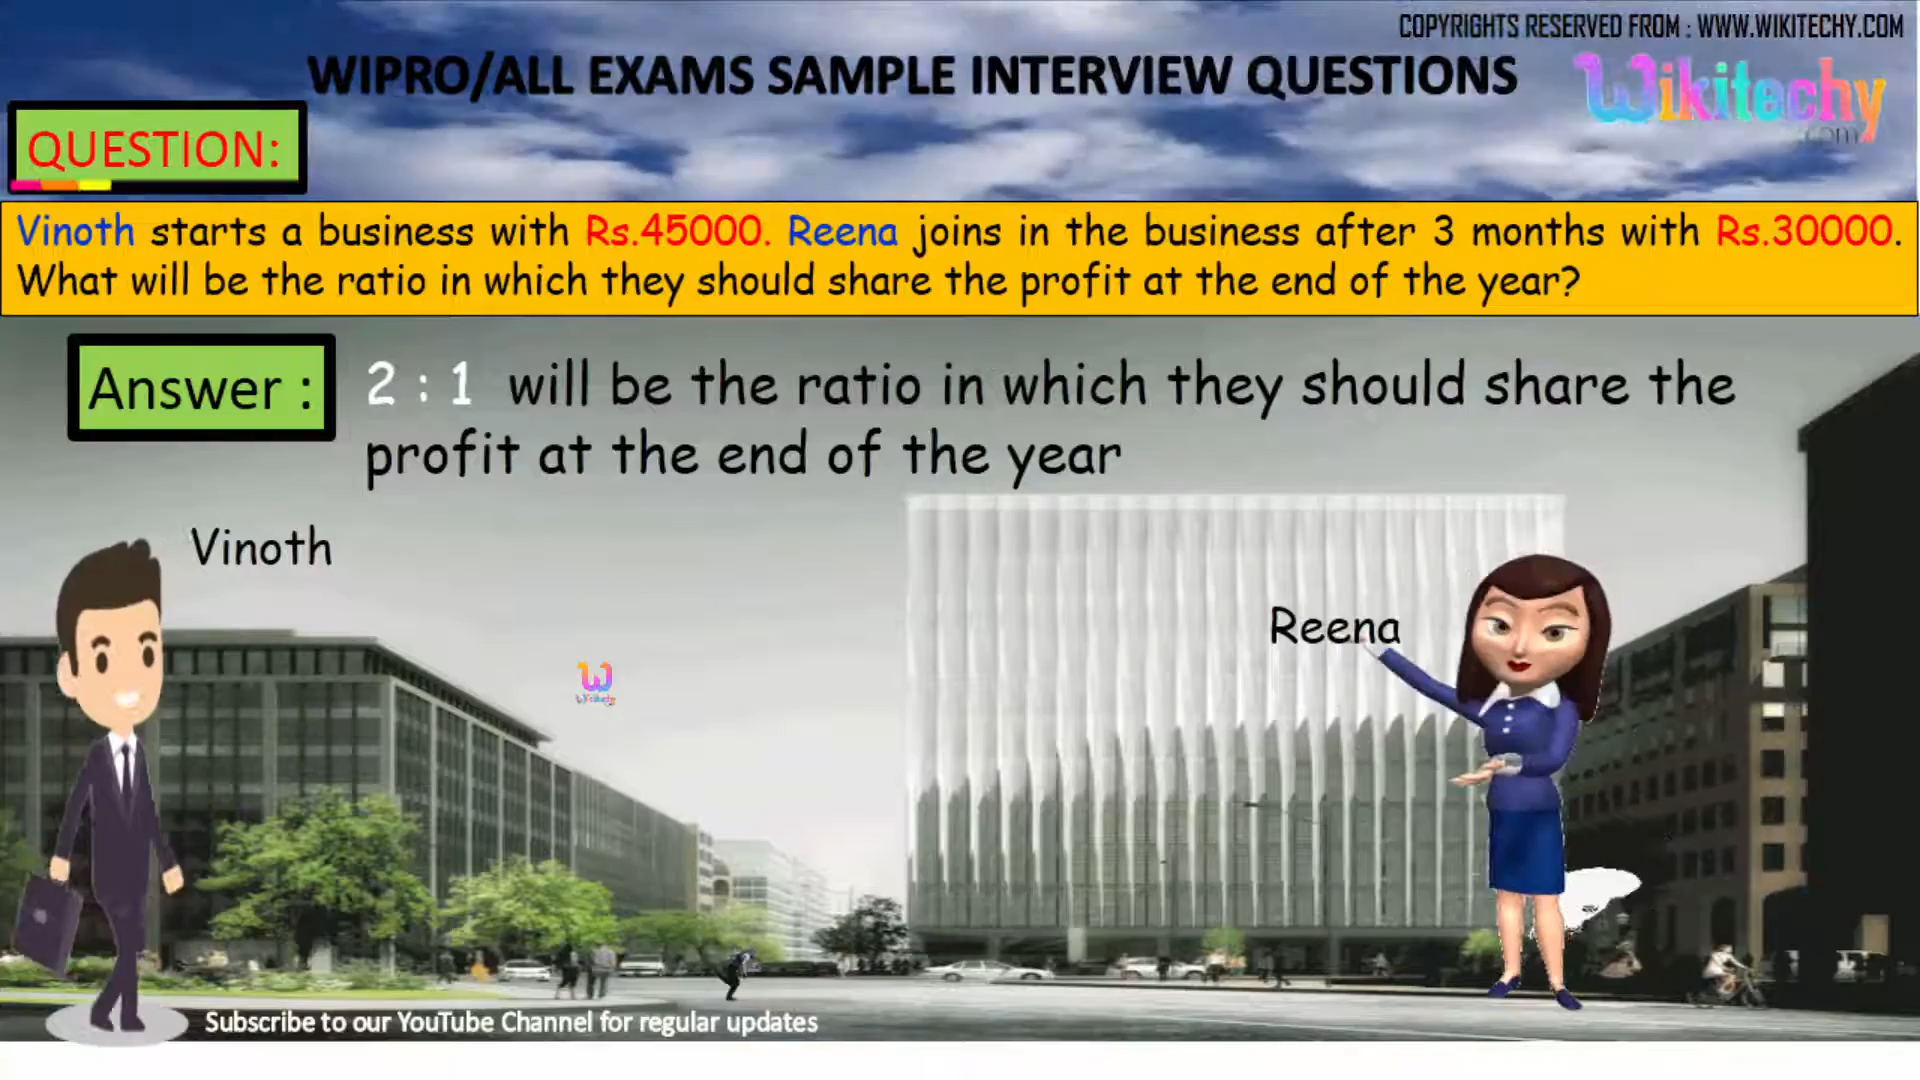 COPYRIGHTS RESERVED FROM : WWW.WIKITECHY.COM
WIPRO/ALL EXAMS SAMPLE INTERVIEW QUESTIONS
Wikitechy
.com
QUESTION:
Vinoth starts a business with Rs.45000. Reena joins in the business after 3 months with Rs.30000.
What will be the ratio in which they should share the profit at the end of the year?
Answer :
2 : 1 will be the ratio in which they should share the
profit at the end of the year
Vinoth
Reena
W
Wikitechy
Subscribe to our YouTube Channel for regular updates